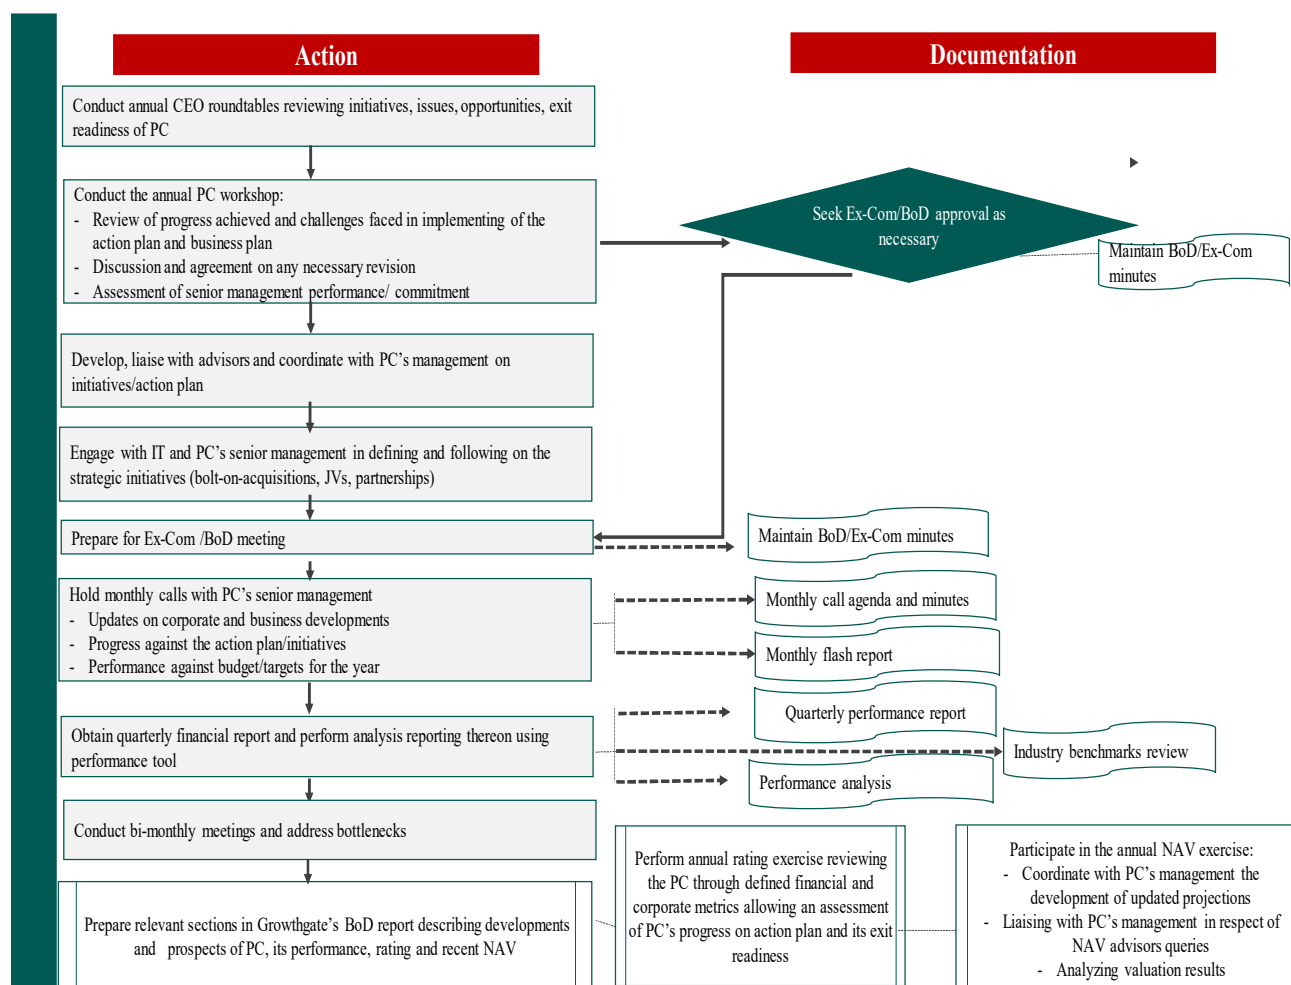 Action
Documentation
Conduct annual CEO roundtables reviewing initiatives, issues, opportunities, exit
readiness of PC
Conduct the annual PC workshop:
- Review of progress achieved and challenges faced in implementing of the
action plan and business plan
- Discussion and agreement on any necessary revision
- Assessment of senior management performance/ commitment
Seek Ex-Com/BoD approval as
necessary
Maintain BoD/Ex-Com
minutes
Develop, liaise with advisors and coordinate with PC's management on
initiatives/action plan
Engage with IT and PC's senior management in defining and following on the
strategic initiatives (bolt-on-acquisitions, JVs, partnerships)
Prepare for Ex-Com /BoD meeting
Maintain BoD/Ex-Com minutes
Hold monthly calls with PC's senior management
- Updates on corporate and business developments
- Progress against the action plan/initiatives
- Performance against budget/targets for the year
Monthly call agenda and minutes
Monthly flash report
Obtain quarterly financial report and perform analysis reporting thereon using
performance tool
Quarterly performance report
Industry benchmarks review
Performance analysis
Conduct bi-monthly meetings and address bottlenecks
Prepare relevant sections in Growthgate's BoD report describing developments
and prospects of PC, its performance, rating and recent NAV
Perform annual rating exercise reviewing
the PC through defined financial and
corporate metrics allowing an assessment
of PC's progress on action plan and its exit
readiness
Participate in the annual NAV exercise:
- Coordinate with PC's management the
development of updated projections
- Liaising with PC's management in respect of
NAV advisors queries
- Analyzing valuation results